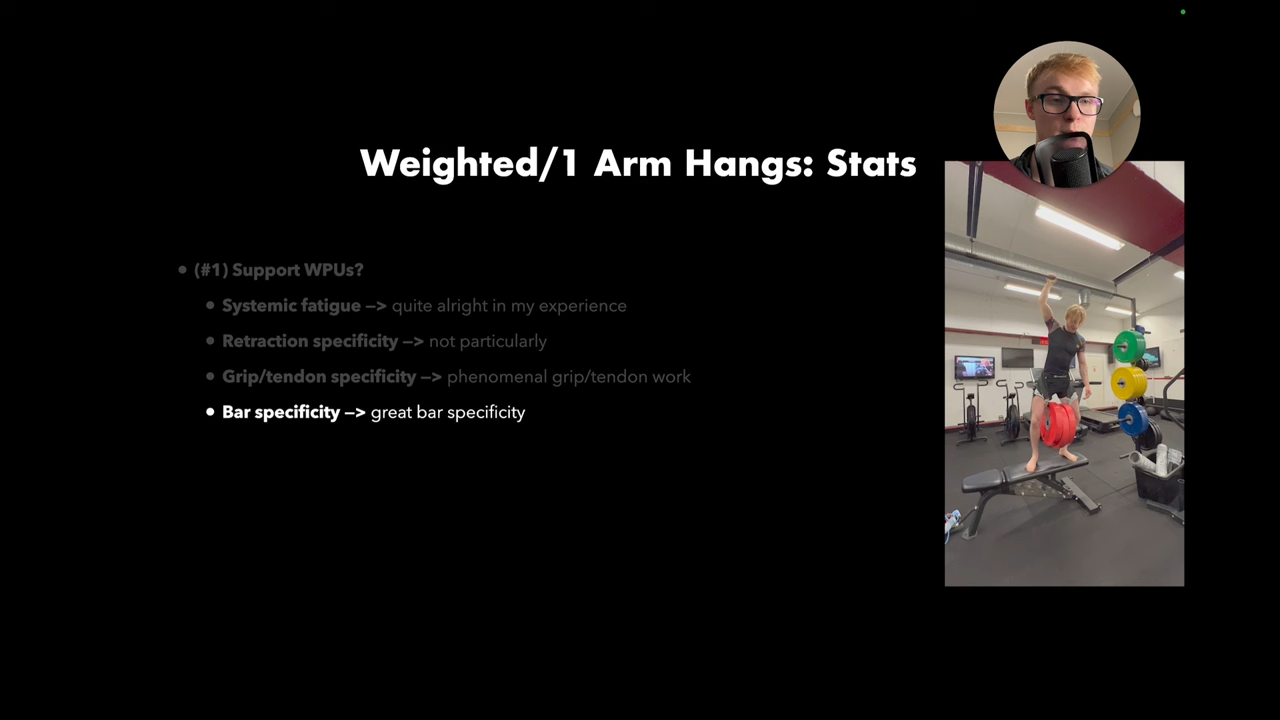 Weighted/1 Arm Hangs: Stats
• (#1) Support WPUs?
• Systemic fatigue —> quite alright in my experience
• Retraction specificity —> not particularly
• Grip/tendon specificity —> phenomenal grip/tendon work
• Bar specificity —> great bar specificity